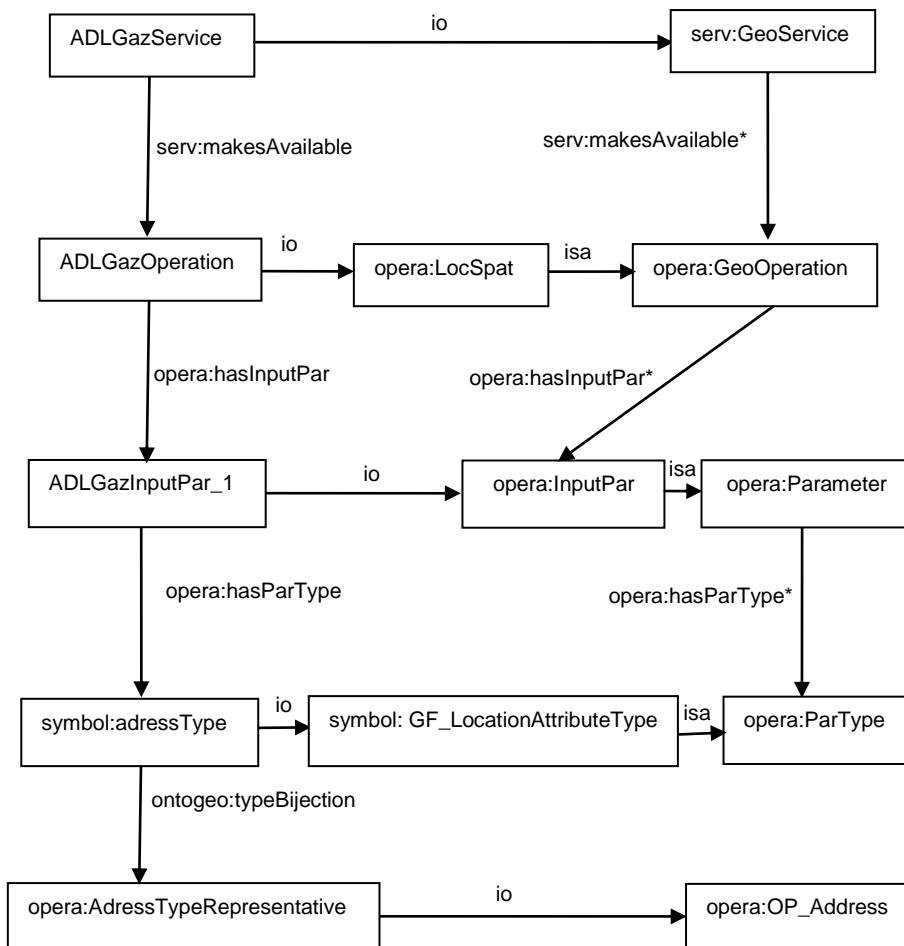 ADLGazService
io
serv:GeoService
serv:makesAvailable
serv:makesAvailable*
ADLGazOperation
io
opera:LocSpat
isa
opera:GeoOperation
opera:hasInputPar
opera:hasInputPar*
ADLGazInputPar_1
io
opera:InputPar
isa
opera:Parameter
opera:hasParType
opera:hasParType*
symbol:adressType
io
symbol: GF_LocationAttributeType
isa
opera:ParType
ontogeo:typeBijection
opera:AdressTypeRepresentative
io
opera:OP_Address